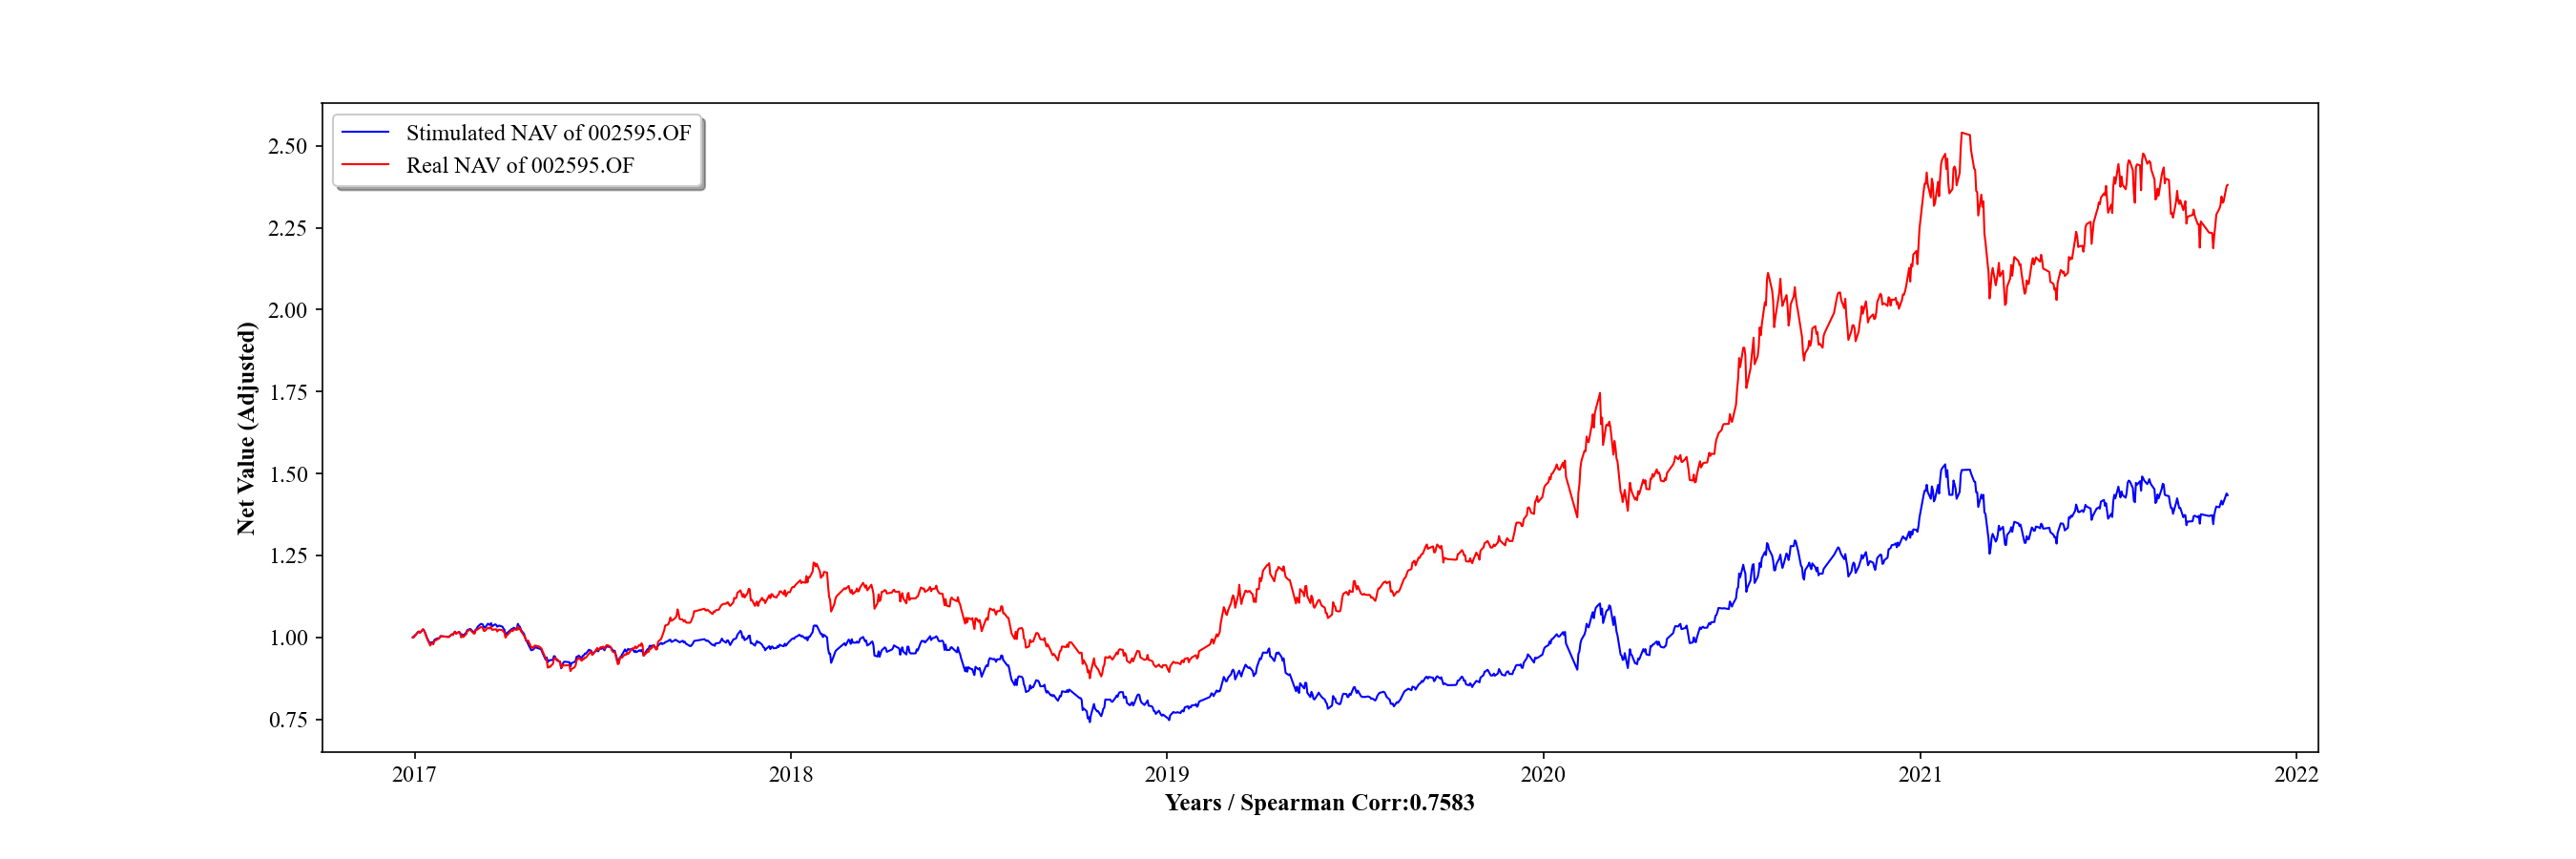 Stimulated NAV of 002595.OF
Real NAV of 002595.OF
2.50
2.25
2.00
1.75
1.50
1.25
1.00
0.75
Net Value (Adjusted)
2017 2018 2019 2020 2021 2022
Years / Spearman Corr:0.7583